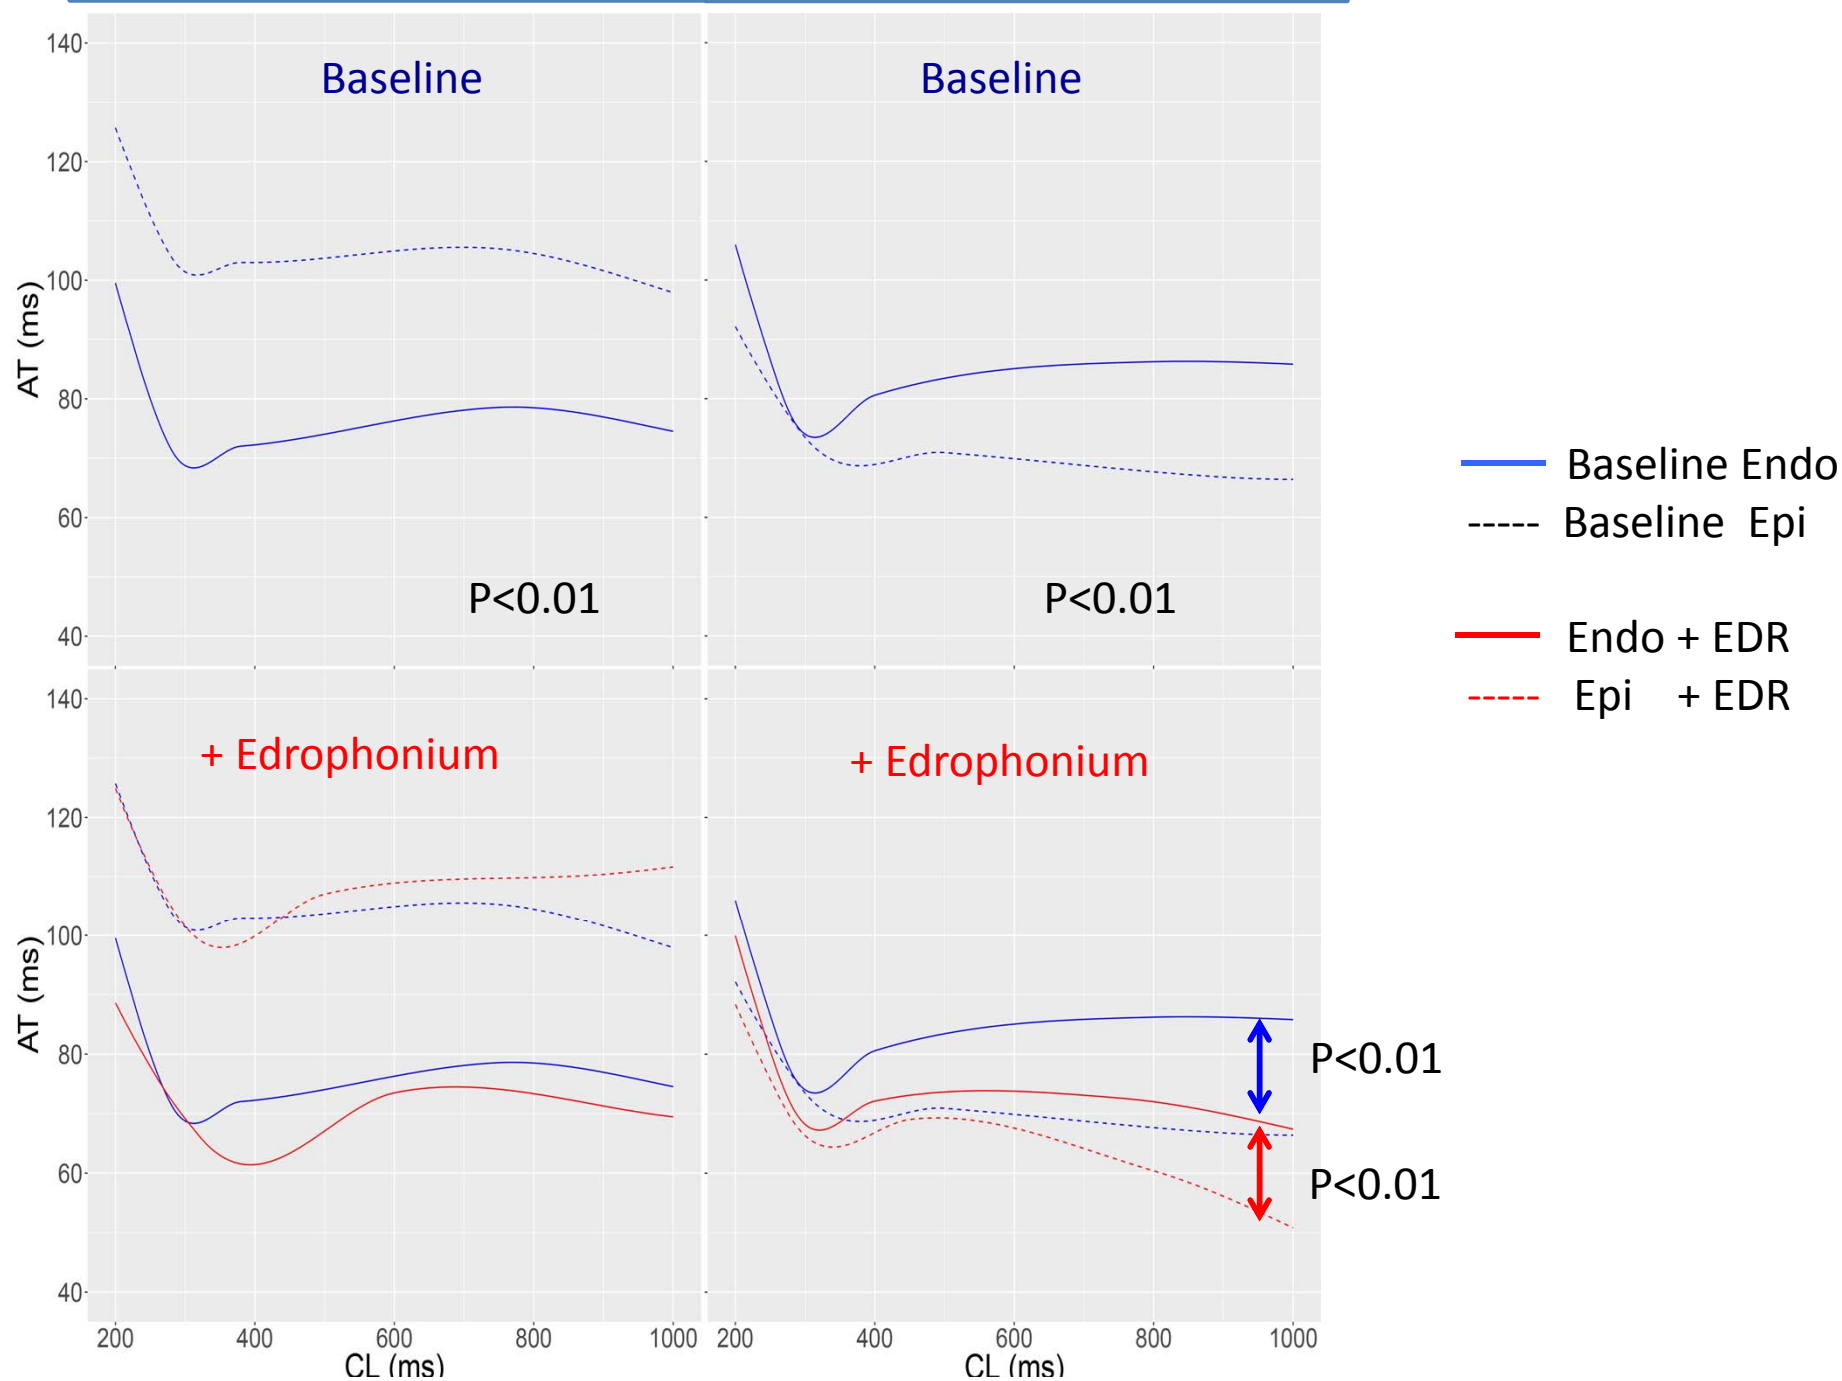 Baseline
Baseline
140
120
100
80
60
40
AT (ms)
P<0.01
P<0.01
Baseline Endo
Baseline Epi
Endo + EDR
Epi + EDR
+ Edrophonium
+ Edrophonium
140
120
100
80
60
40
AT (ms)
P<0.01
P<0.01
200 400 600 800 1000
200 400 600 800 1000
CL (ms)
CL (ms)